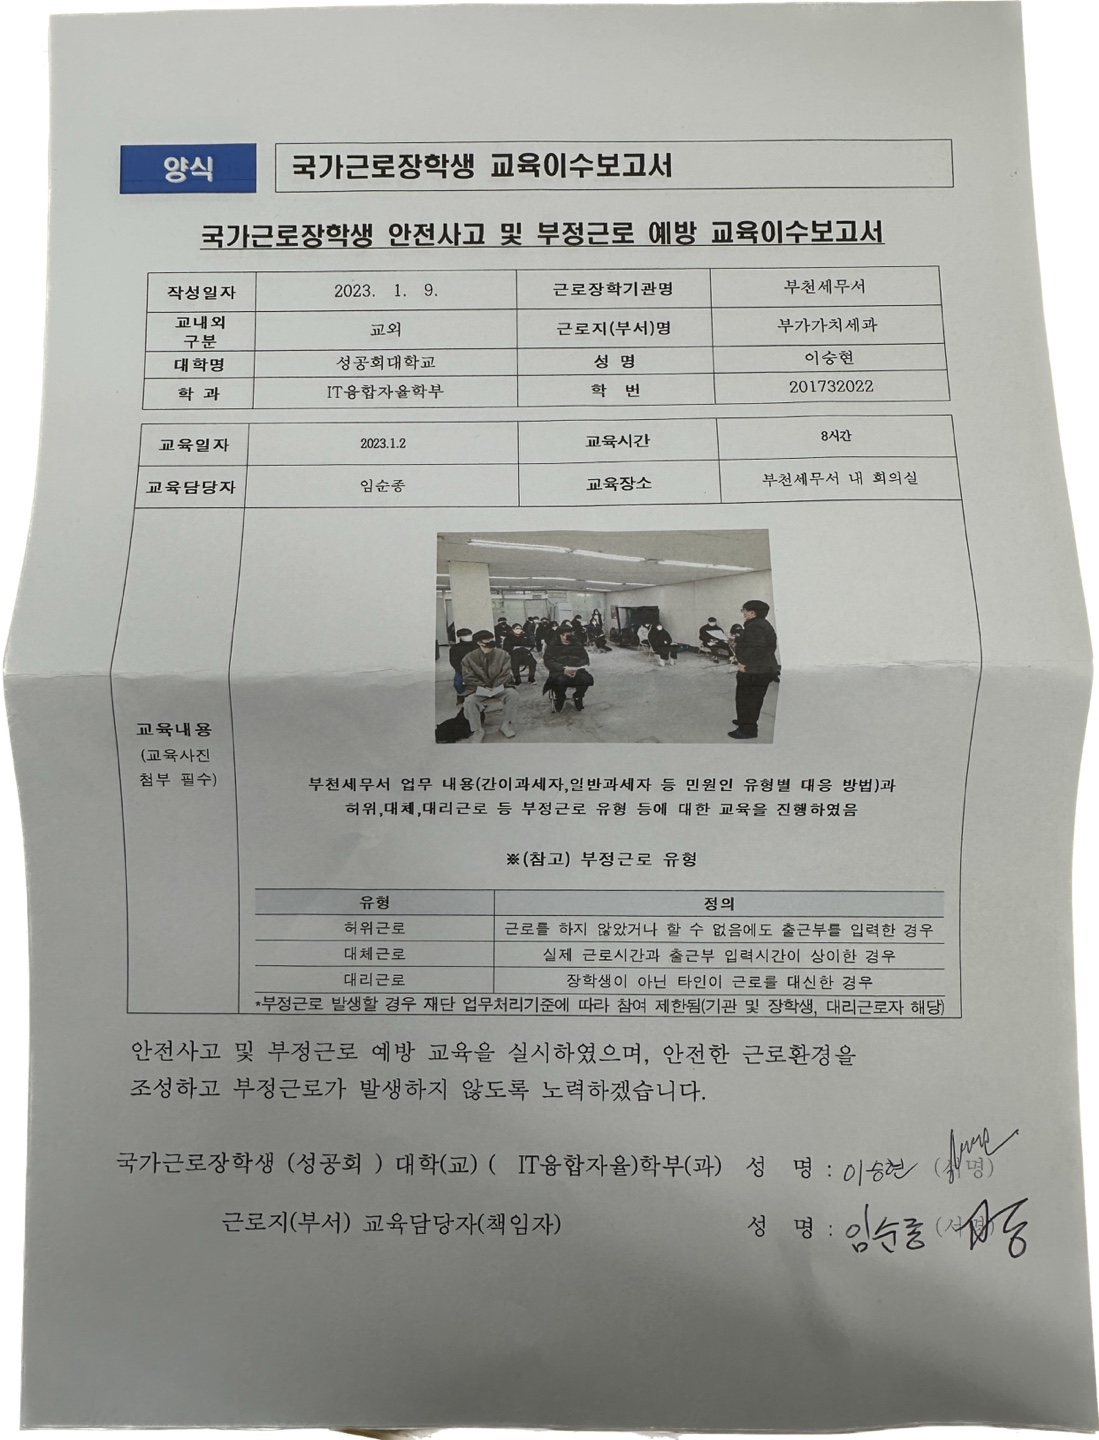 양식 국가근로장학생 교육이수보고서
국가근로장학생 안전사고 및 부정근로 예방 교육이수보고서
작성일자 2023. 1. 9. 근로장학기관명 부천세무서
교내외
구분 교외 근로지(부서)명 부가가치세과
대학명 성공회대학교 성 명 이승현
학 과 IT융합자율학부 학 번 201732022
교육일자 2023.1.2 교육시간 8시간
교육담당자 임순종 교육장소 부천세무서 내 회의실
교육내용
(교육사진
첨부 필수)
부천세무서 업무 내용(간이과세자,일반과세자 등 민원인 유형별 대응 방법)과
허위,대체,대리근로 등 부정근로 유형 등에 대한 교육을 진행하였음
※(참고) 부정근로 유형
유형 정의
허위근로 근로를 하지 않았거나 할 수 없음에도 출근부를 입력한 경우
대체근로 실제 근로시간과 출근부 입력시간이 상이한 경우
대리근로 장학생이 아닌 타인이 근로를 대신한 경우
*부정근로 발생할 경우 재단 업무처리기준에 따라 참여 제한됨(기관 및 장학생, 대리근로자 해당)
안전사고 및 부정근로 예방 교육을 실시하였으며, 안전한 근로환경을
조성하고 부정근로가 발생하지 않도록 노력하겠습니다.
국가근로장학생 (성공회 ) 대학(교) ( IT융합자율)학부(과) 성 명 : 이승현 (서명)
근로지(부서) 교육담당자(책임자) 성 명 : 임순종 (서명)